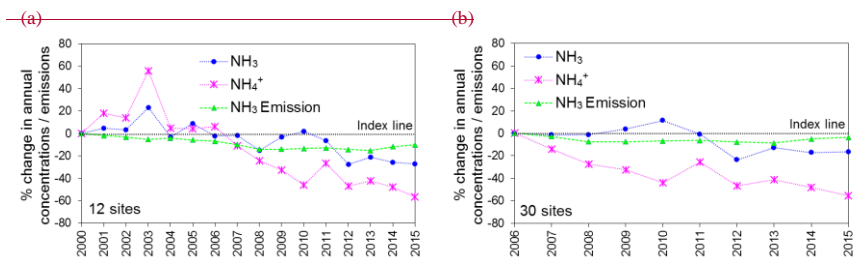 (a)
(b)
% change in annual
concentrations / emissions
80
60
40
20
0
-20
-40
-60
-80
NH₃
NH₄⁺
NH₃ Emission
Index line
12 sites
2000
2001
2002
2003
2004
2005
2006
2007
2008
2009
2010
2011
2012
2013
2014
2015
% change in annual
concentrations / emissions
80
60
40
20
0
-20
-40
-60
-80
NH₃
NH₄⁺
NH₃ Emission
Index line
30 sites
2006
2007
2008
2009
2010
2011
2012
2013
2014
2015